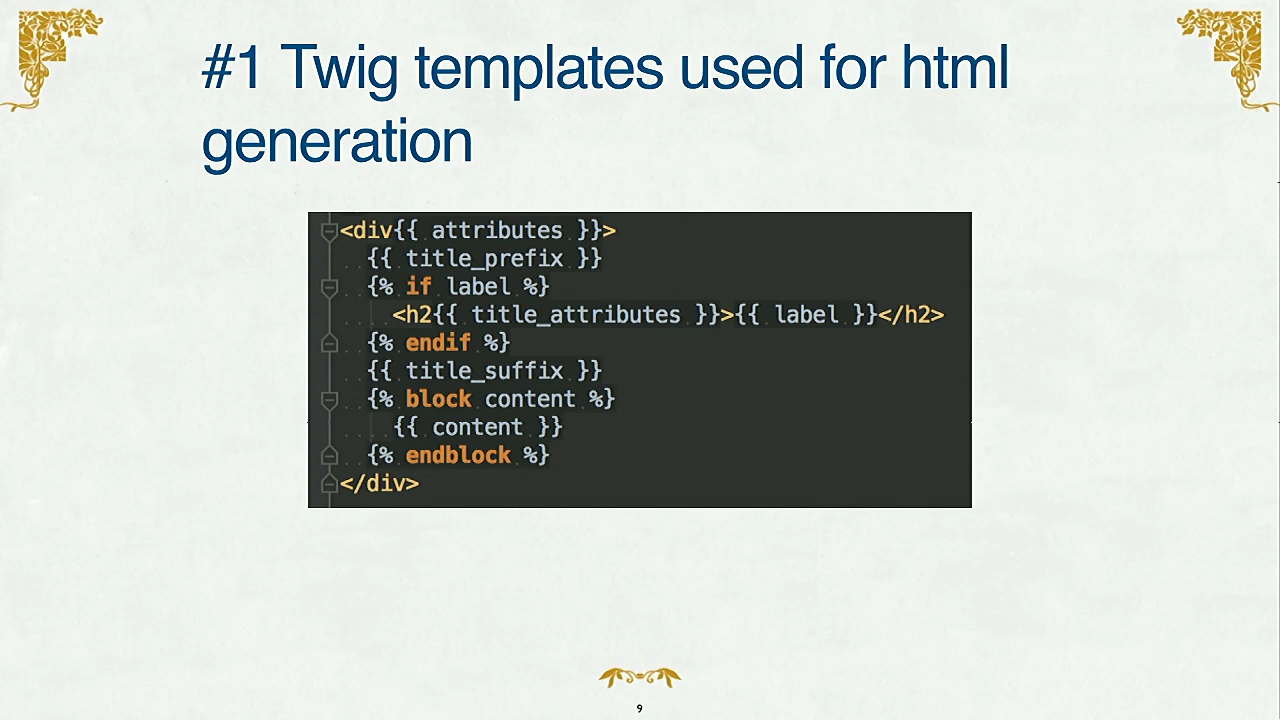 #1 Twig templates used for html
generation
<div{{ attributes }}>
  {{ title_prefix }}
  {% if label %}
    <h2{{ title_attributes }}>{{ label }}</h2>
  {% endif %}
  {{ title_suffix }}
  {% block content %}
    {{ content }}
  {% endblock %}
</div>
9